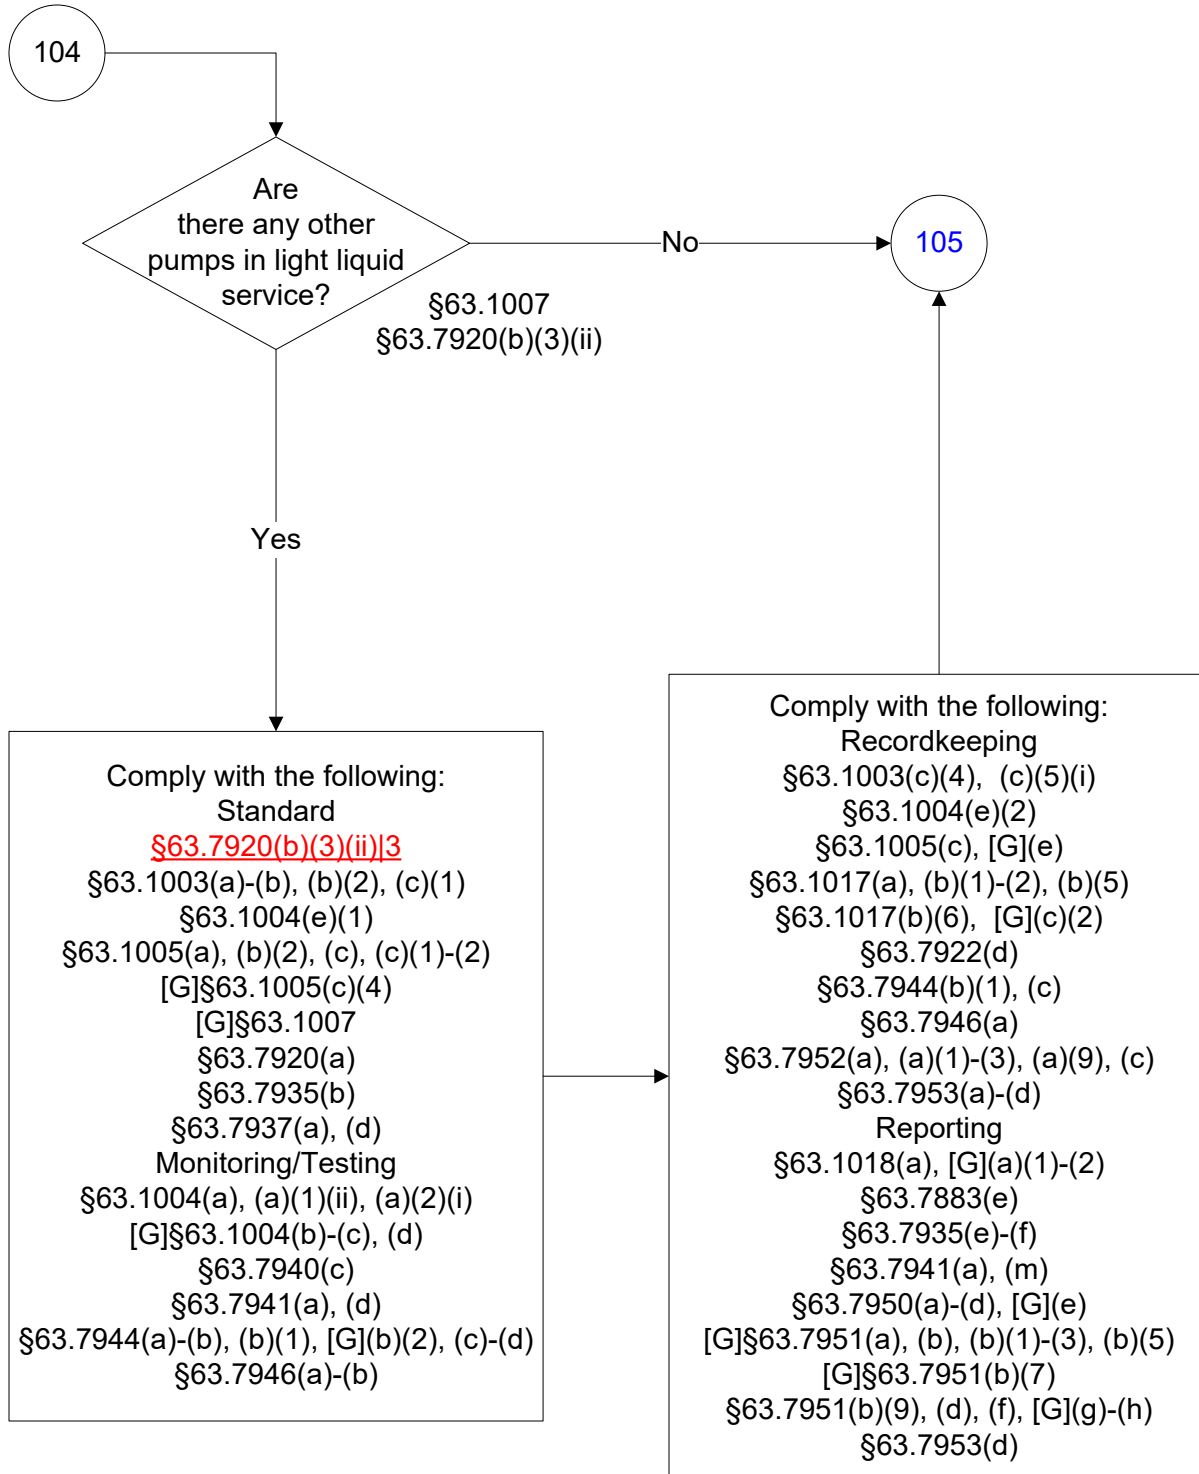 104
Are
there any other
pumps in light liquid
service?
No
105
§63.1007
§63.7920(b)(3)(ii)
Yes
Comply with the following:
Standard
§63.7920(b)(3)(ii)|3
§63.1003(a)-(b), (b)(2), (c)(1)
§63.1004(e)(1)
§63.1005(a), (b)(2), (c), (c)(1)-(2)
[G]§63.1005(c)(4)
[G]§63.1007
§63.7920(a)
§63.7935(b)
§63.7937(a), (d)
Monitoring/Testing
§63.1004(a), (a)(1)(ii), (a)(2)(i)
[G]§63.1004(b)-(c), (d)
§63.7940(c)
§63.7941(a), (d)
§63.7944(a)-(b), (b)(1), [G](b)(2), (c)-(d)
§63.7946(a)-(b)
Comply with the following:
Recordkeeping
§63.1003(c)(4), (c)(5)(i)
§63.1004(e)(2)
§63.1005(c), [G](e)
§63.1017(a), (b)(1)-(2), (b)(5)
§63.1017(b)(6), [G](c)(2)
§63.7922(d)
§63.7944(b)(1), (c)
§63.7946(a)
§63.7952(a), (a)(1)-(3), (a)(9), (c)
§63.7953(a)-(d)
Reporting
§63.1018(a), [G](a)(1)-(2)
§63.7883(e)
§63.7935(e)-(f)
§63.7941(a), (m)
§63.7950(a)-(d), [G](e)
[G]§63.7951(a), (b), (b)(1)-(3), (b)(5)
[G]§63.7951(b)(7)
§63.7951(b)(9), (d), (f), [G](g)-(h)
§63.7953(d)